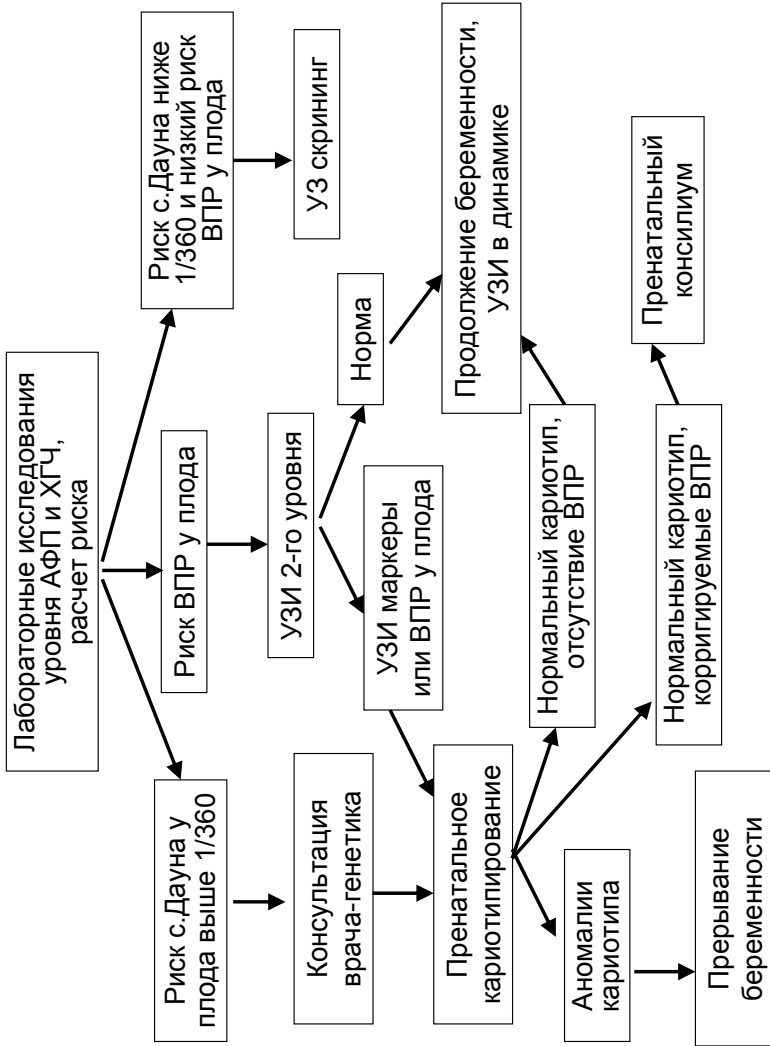 Лабораторные исследования
уровня АФП и ХГЧ,
расчет риска
Риск с.Дауна у
плода выше 1/360
Риск ВПР у плода
Риск с.Дауна ниже
1/360 и низкий риск
ВПР у плода
Консультация
врача-генетика
УЗИ 2-го уровня
УЗ скрининг
УЗИ маркеры
или ВПР у плода
Норма
Пренатальное
кариотипирование
Продолжение беременности,
УЗИ в динамике
Аномалии
кариотипа
Нормальный кариотип,
отсутствие ВПР
Нормальный кариотип,
корригируемые ВПР
Прерывание
беременности
Пренатальный
консилиум